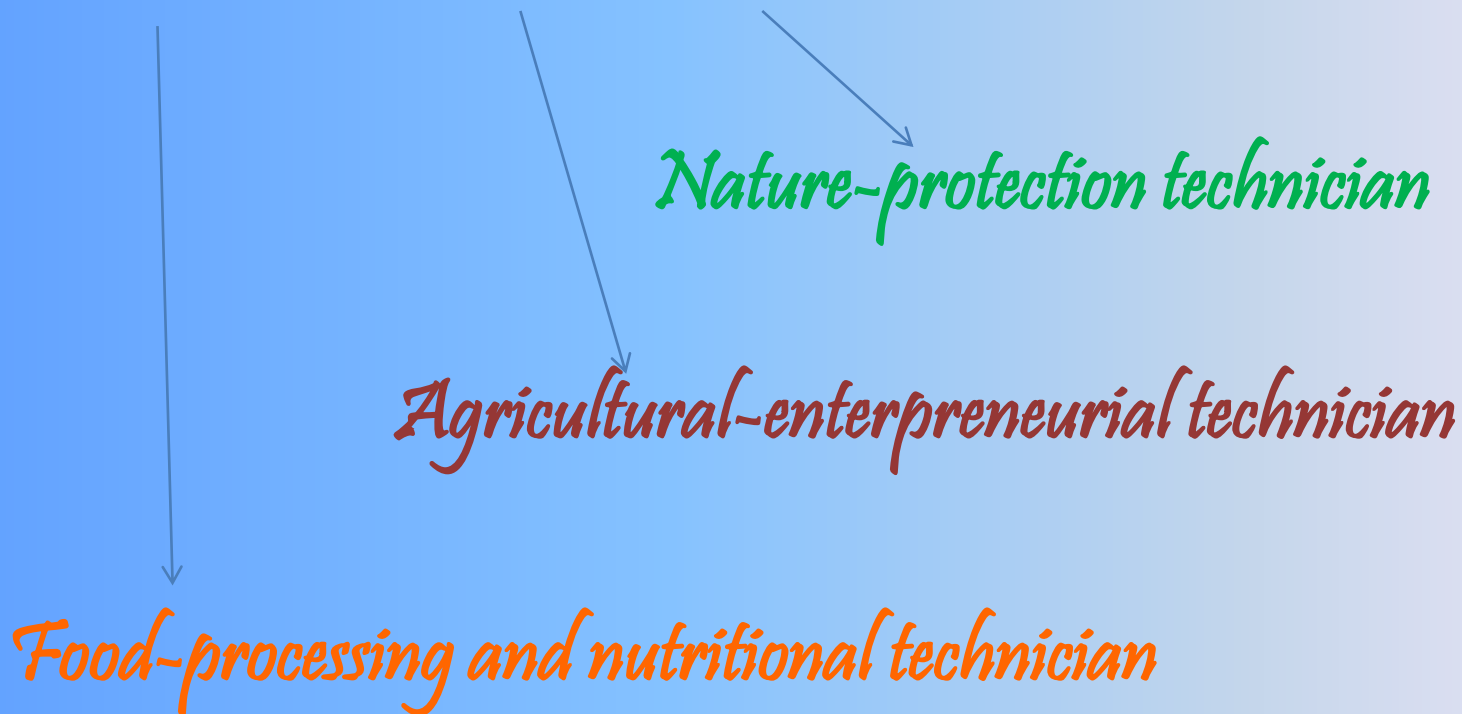 Nature-protection technician
Agricultural-enterpreneurial technician
Food-processing and nutritional technician